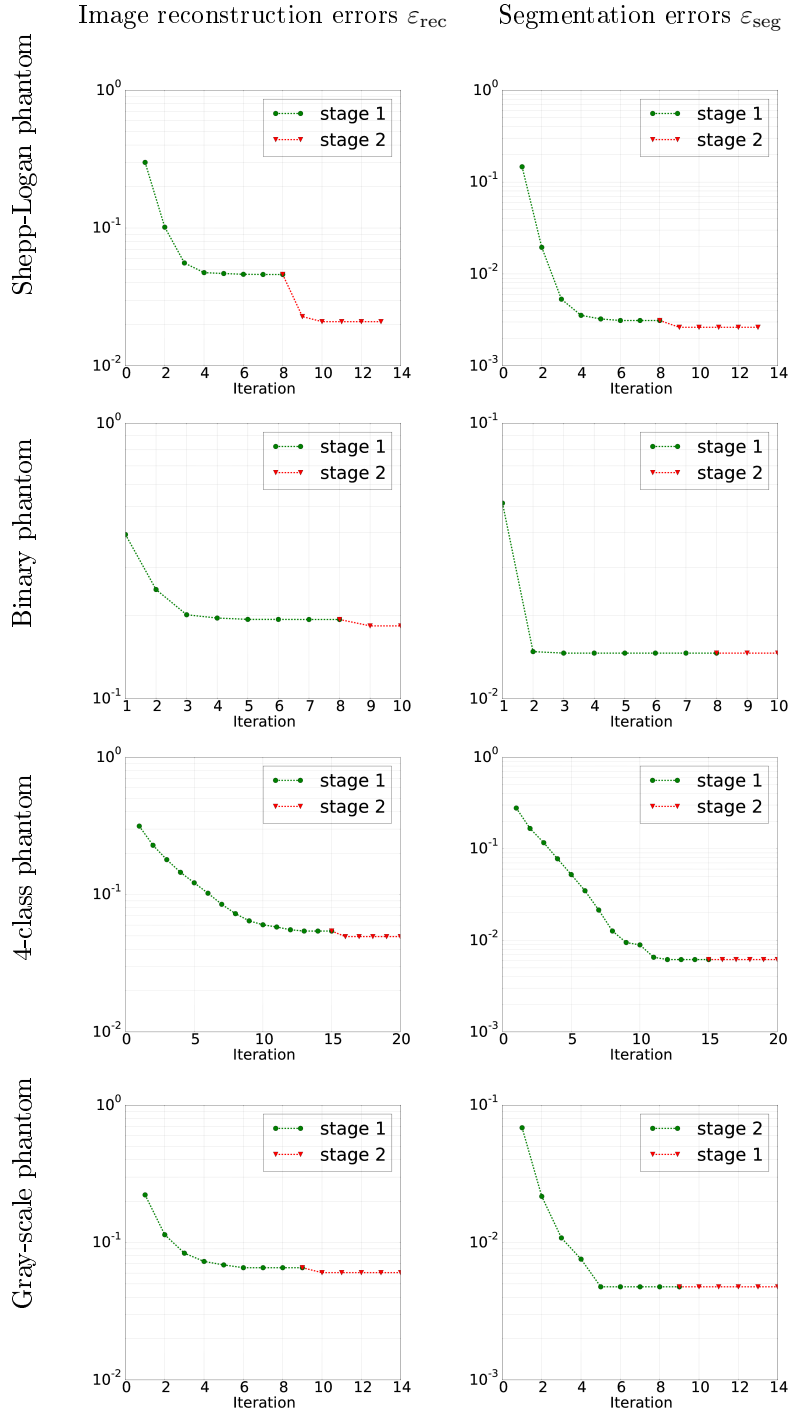 Image reconstruction errors εrec
Segmentation errors εseg
Shepp-Logan phantom
10^0
10^-1
10^-2
0 2 4 6 8 10 12 14
Iteration
stage 1
stage 2
10^0
10^-1
10^-2
10^-3
0 2 4 6 8 10 12 14
Iteration
stage 1
stage 2
Binary phantom
10^0
10^-1
1 2 3 4 5 6 7 8 9 10
Iteration
stage 1
stage 2
10^-1
10^-2
1 2 3 4 5 6 7 8 9 10
Iteration
stage 1
stage 2
4-class phantom
10^0
10^-1
10^-2
0 5 10 15 20
Iteration
stage 1
stage 2
10^0
10^-1
10^-2
10^-3
0 5 10 15 20
Iteration
stage 1
stage 2
Gray-scale phantom
10^0
10^-1
10^-2
0 2 4 6 8 10 12 14
Iteration
stage 1
stage 2
10^-1
10^-2
10^-3
0 2 4 6 8 10 12 14
Iteration
stage 2
stage 1